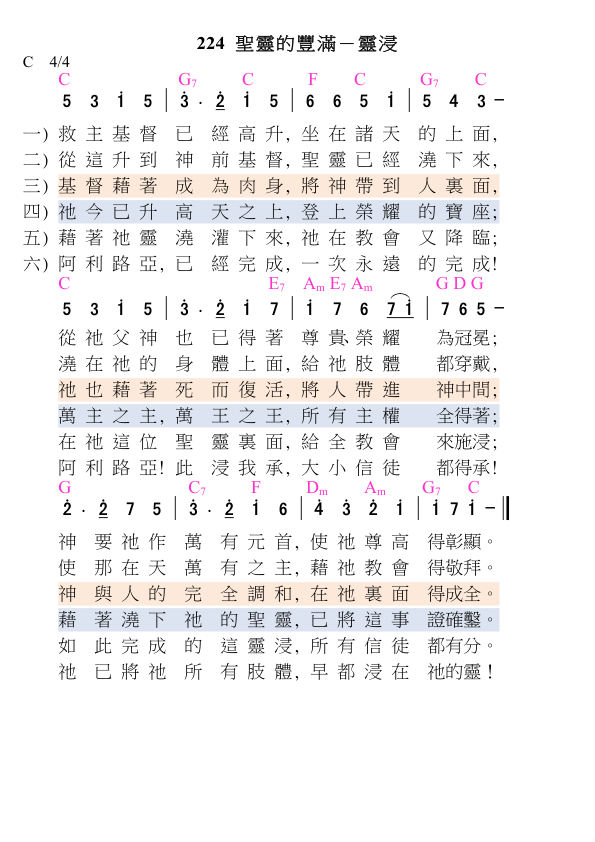 224 聖靈的豐滿－靈浸
C 4/4
C G7 C F C G7 C
5 3 i 5 | 3̇ . 2̇ i 5 | 6 6 5 i | 5 4 3 –
一) 救主基督已經高升, 坐在諸天的上面,
二) 從這升到神前基督, 聖靈已經澆下來,
三) 基督藉著成為肉身, 將神帶到人裏面,
四) 祂今已升高天之上, 登上榮耀的寶座;
五) 藉著祂靈澆灌下來, 祂在教會又降臨;
六) 阿利路亞, 已經完成, 一次永遠的完成!
C E7 Am E7 Am G D G
5 3 i 5 | 3̇ . 2̇ i 7 | i 7 6 7 i | 7 6 5 –
從祂父神也已得著尊貴、榮耀為冠冕;
澆在祂的身體上面, 給祂肢體都穿戴,
祂也藉著死而復活, 將人帶進神中間;
萬主之主, 萬王之王, 所有主權全得著;
在祂這位聖靈裏面, 給全教會來施浸;
阿利路亞! 此浸我承, 大小信徒都得承!
G C7 F Dm Am G7 C
2̇ . 2̇ 7 5 | 3̇ . 2̇ i 6 | 4̇ 3̇ 2̇ i | i 7 i –
神要祂作萬有元首, 使祂尊高得彰顯。
使那在天萬有之主, 藉祂教會得敬拜。
神與人的完全調和, 在祂裏面得成全。
藉著澆下祂的聖靈, 已將這事證確鑿。
如此完成的這靈浸, 所有信徒都有分。
祂已將祂所有肢體, 早都浸在祂的靈!